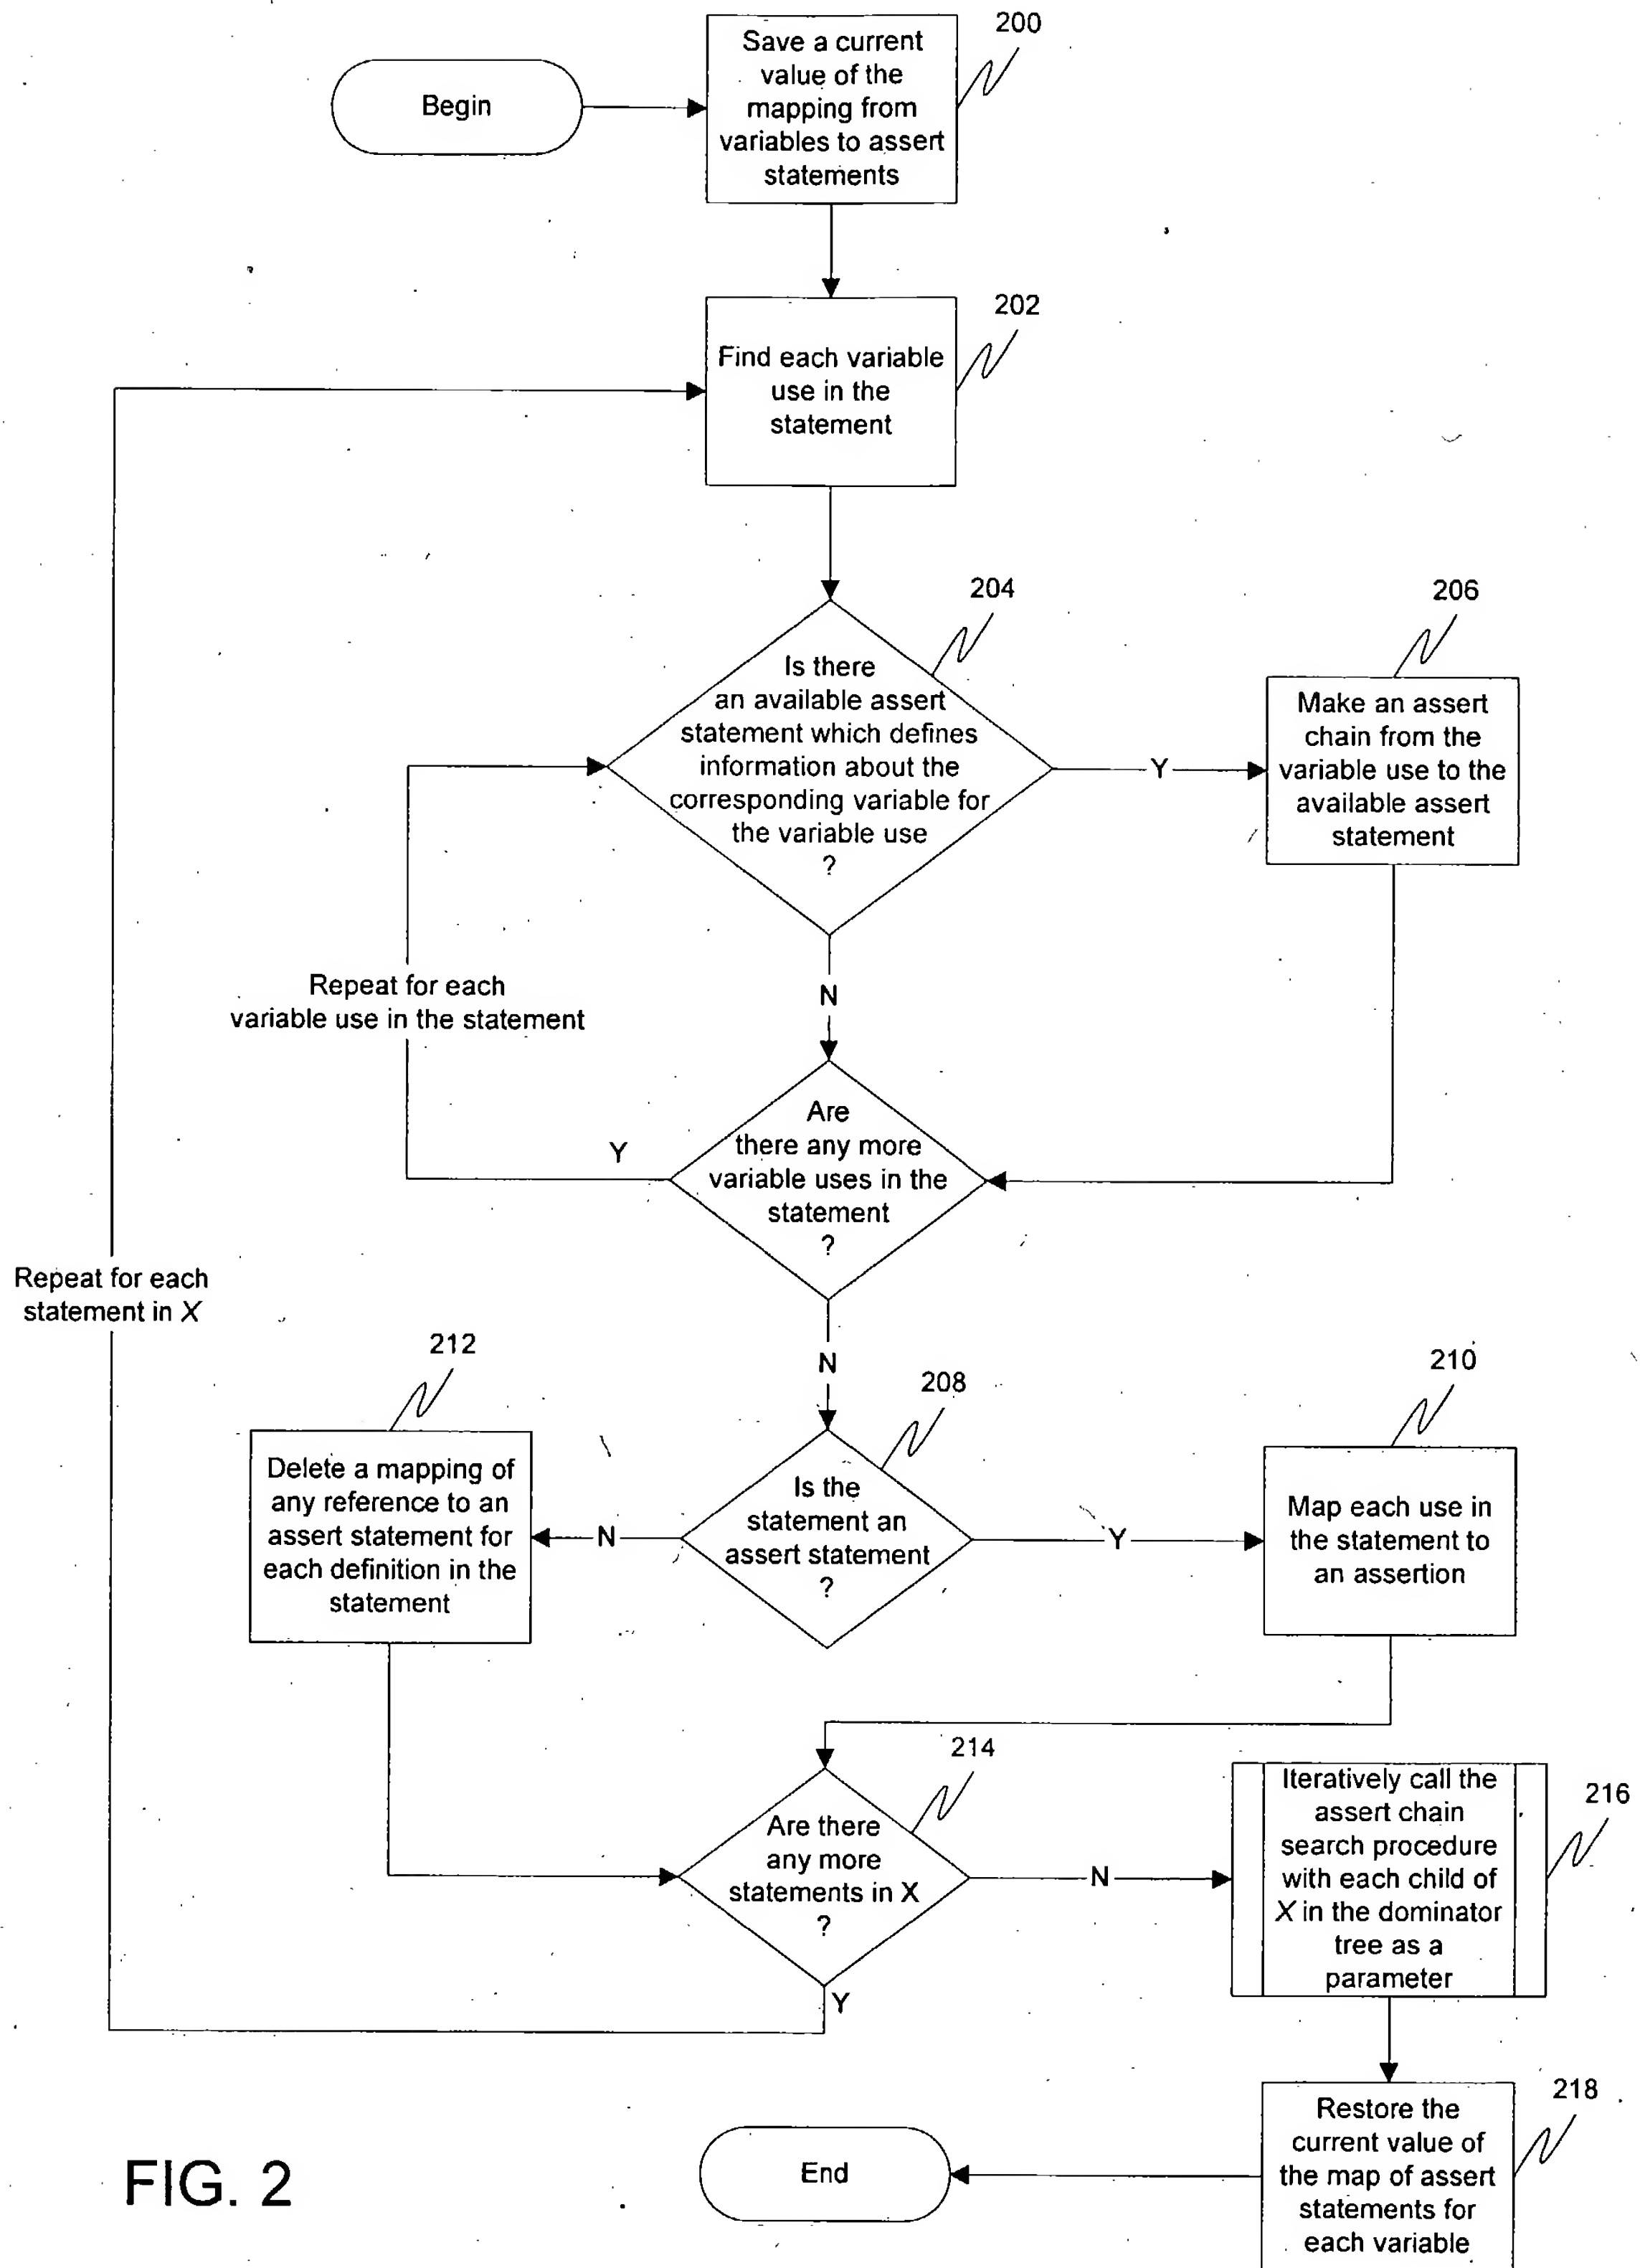 200
Save a current
value of the
mapping from
variables to assert
statements
Begin
202
Find each variable
use in the
statement
204
Is there
an available assert
statement which defines
information about the
corresponding variable for
the variable use
?
Y
206
Make an assert
chain from the
variable use to the
available assert
statement
N
Repeat for each
variable use in the statement
Are
there any more
variable uses in the
statement
?
Y
N
Repeat for each
statement in X
212
Delete a mapping of
any reference to an
assert statement for
each definition in the
statement
N
208
Is the
statement an
assert statement
?
Y
210
Map each use in
the statement to
an assertion
214
Are there
any more
statements in X
?
N
Y
216
Iteratively call the
assert chain
search procedure
with each child of
X in the dominator
tree as a
parameter
218
Restore the
current value of
the map of assert
statements for
each variable
End
FIG. 2